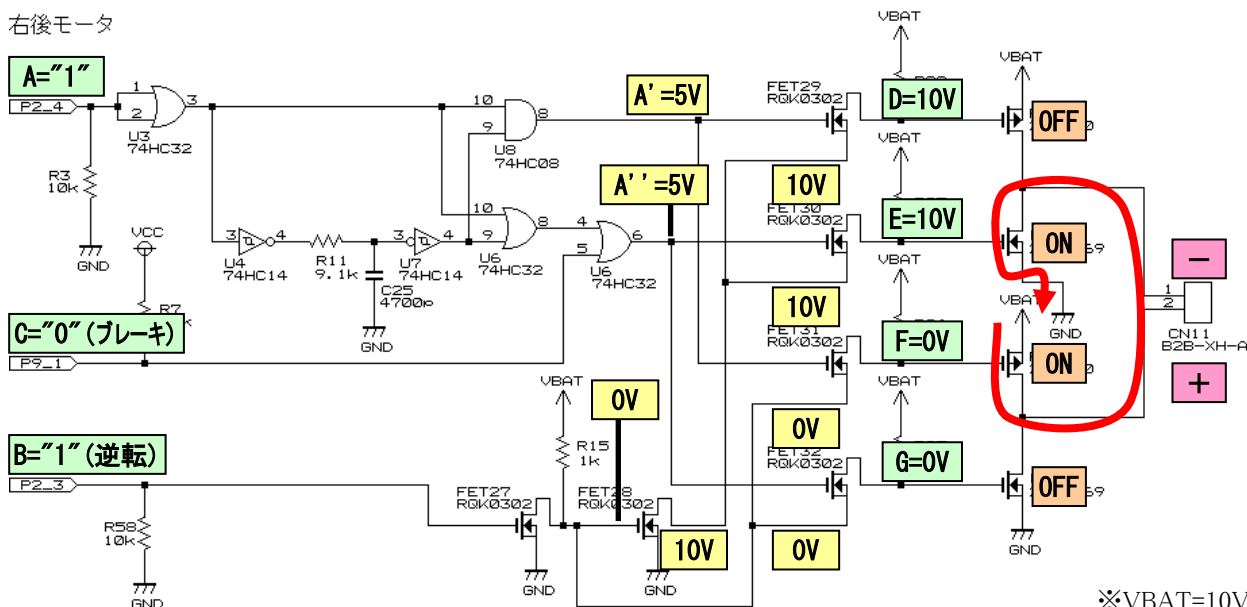 右後モータ
A="1"
P2_4
1
2
3
U3
74HC32
R3
10k
GND
VCC
R7
C="0"(ブレーキ)
P9_1
B="1"(逆転)
P2_3
R58
10k
GND
3
4
U4
74HC14
R11
9.1k
C25
4700p
GND
3
4
U7
74HC14
10
9
8
U8
74HC08
10
9
8
U6
74HC32
4
5
6
U6
74HC32
A'=5V
A''=5V
VBAT
R15
1k
0V
FET27
RQK0302
GND
FET28
RQK0302
10V
GND
FET29
RQK0302
10V
FET30
RQK0302
10V
FET31
RQK0302
0V
FET32
RQK0302
0V
VBAT
D=10V
VBAT
E=10V
VBAT
F=0V
VBAT
G=0V
VBAT
OFF
ON
69
GND
VBAT
ON
OFF
69
GND
−
1
2
CN11
B2B-XH-A
+
※VBAT=10V